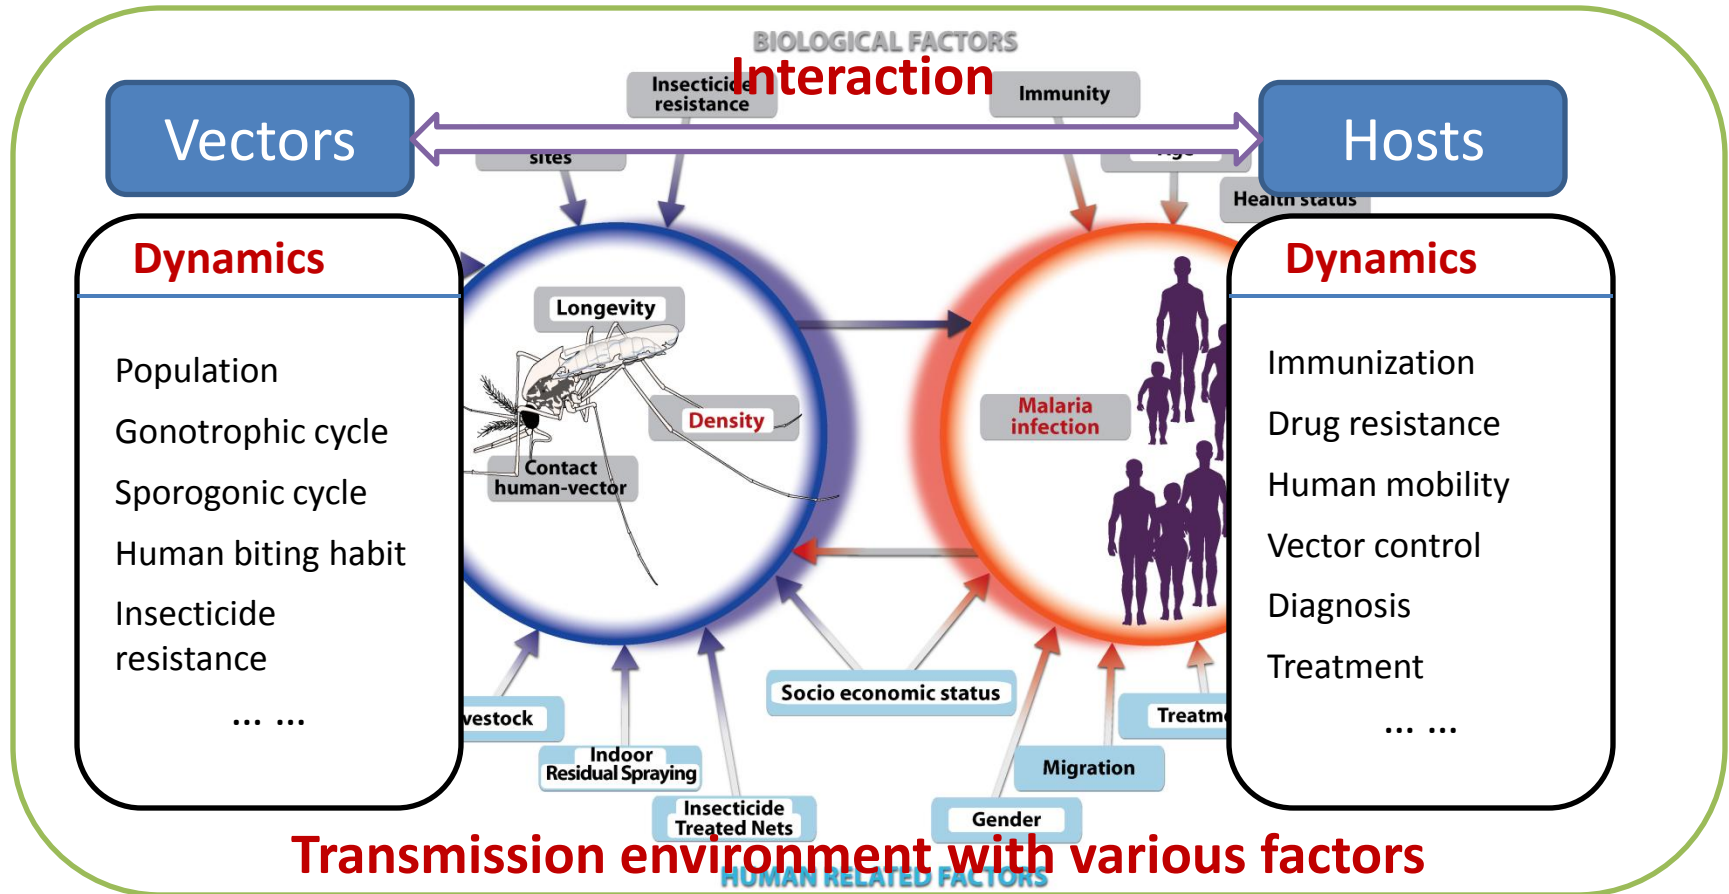 BIOLOGICAL FACTORS
Interaction
Vectors
Insecticide
resistance
Immunity
Hosts
sites
Age
Health status
Dynamics
Population
Gonotrophic cycle
Sporogonic cycle
Human biting habit
Insecticide
resistance
... ...
Longevity
Density
Contact
human-vector
Malaria
infection
Dynamics
Immunization
Drug resistance
Human mobility
Vector control
Diagnosis
Treatment
... ...
Socio economic status
vestock
Indoor
Residual Spraying
Insecticide
Treated Nets
Treatme
Migration
Gender
Transmission environment with various factors
HUMAN RELATED FACTORS